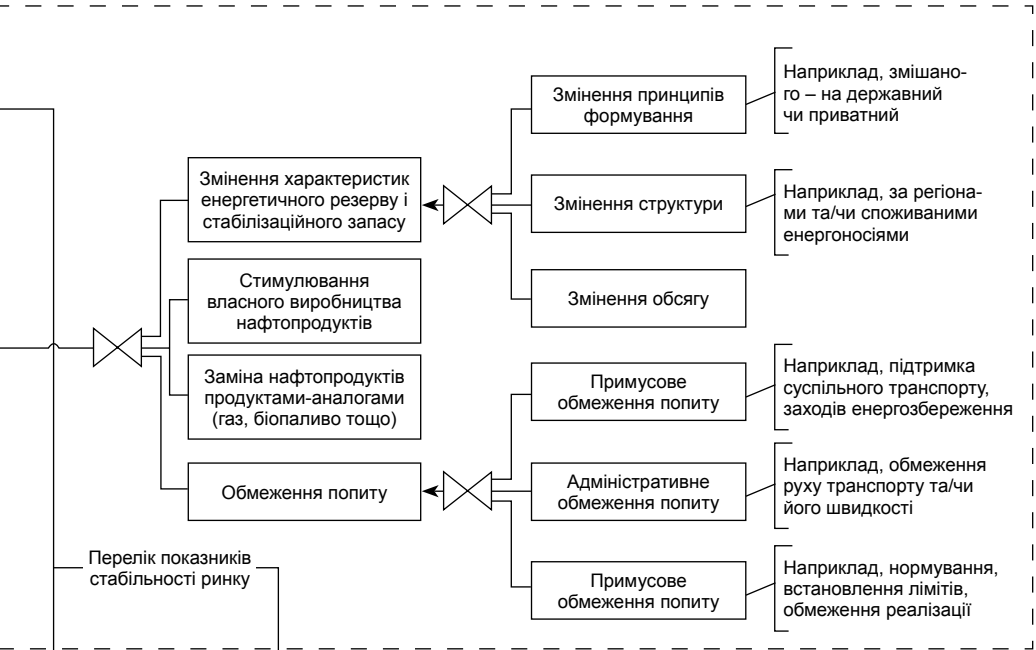 Змінення принципів
формування
Наприклад, змішано-
го – на державний
чи приватний
Змінення характеристик
енергетичного резерву і
стабілізаційного запасу
Змінення структури
Наприклад, за регіона-
ми та/чи споживаними
енергоносіями
Стимулювання
власного виробництва
нафтопродуктів
Змінення обсягу
Заміна нафтопродуктів
продуктами-аналогами
(газ, біопаливо тощо)
Примусове
обмеження попиту
Наприклад, підтримка
суспільного транспорту,
заходів енергозбереження
Обмеження попиту
Адміністративне
обмеження попиту
Наприклад, обмеження
руху транспорту та/чи
його швидкості
Перелік показників
стабільності ринку
Примусове
обмеження попиту
Наприклад, нормування,
встановлення лімітів,
обмеження реалізації